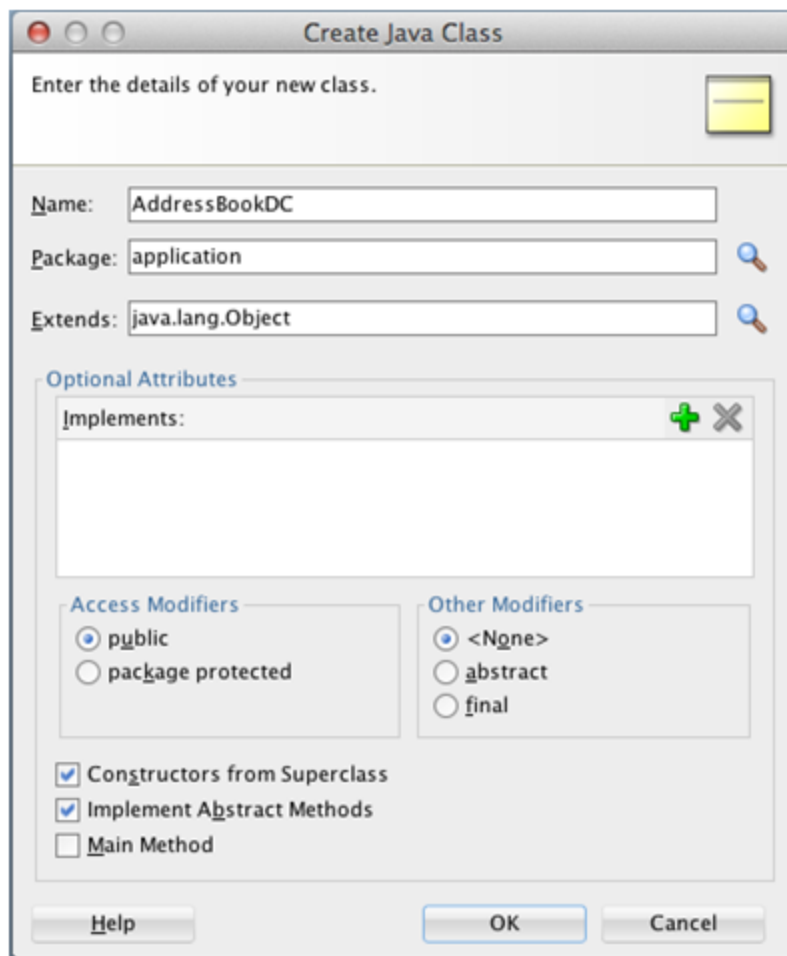 Create Java Class
Enter the details of your new class.
Name: AddressBookDC
Package: application
Extends: java.lang.Object
Optional Attributes
Implements:
Access Modifiers
public
package protected
Other Modifiers
<None>
abstract
final
Constructors from Superclass
Implement Abstract Methods
Main Method
Help OK Cancel